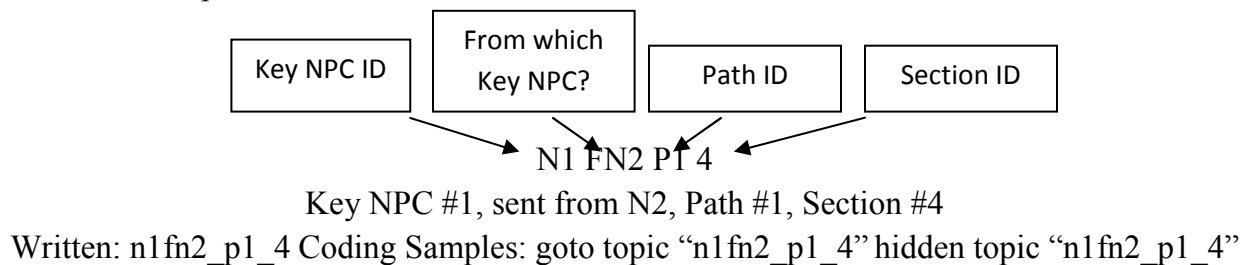 Key NPC ID
From which
Key NPC?
Path ID
Section ID
N1 FN2 P1 4
Key NPC #1, sent from N2, Path #1, Section #4
Written: n1fn2_p1_4 Coding Samples: goto topic “n1fn2_p1_4” hidden topic “n1fn2_p1_4”